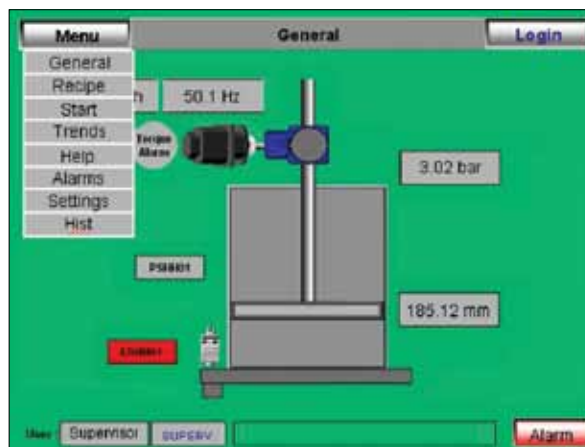 Menu General Login
General
Recipe
Start
Trends
Help
Alarms
Settings
Hist
h 50.1 Hz
Torque
Alarm
3.02 bar
185.12 mm
User: Supervisor SUPERV
Alarm